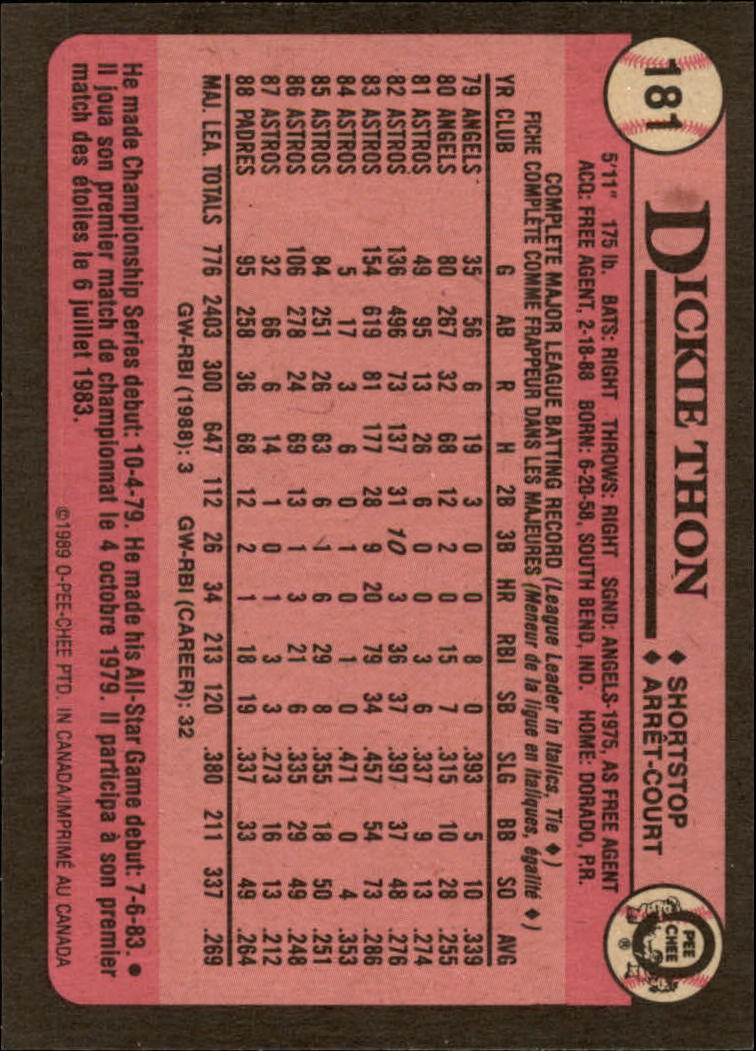 181
DICKIE THON
♦ SHORTSTOP
♦ ARRÊT-COURT
O PEE CHEE ®
5'11" 175 lb. BATS: RIGHT THROWS: RIGHT SGND: ANGELS-1975, AS FREE AGENT
ACQ: FREE AGENT, 2-18-88 BORN: 6-20-58, SOUTH BEND, IND. HOME: DORADO, P.R.
COMPLETE MAJOR LEAGUE BATTING RECORD (League Leader in Italics, Tie ♦)
FICHE COMPLÈTE COMME FRAPPEUR DANS LES MAJEURES (Meneur de la ligue en italiques, égalité ♦)
YR CLUB G AB R H 2B 3B HR RBI SB SLG BB SO AVG
79 ANGELS 35 56 6 19 3 0 0 8 0 .393 5 10 .339
80 ANGELS 80 267 32 68 12 2 0 15 7 .315 10 28 .255
81 ASTROS 49 95 13 26 6 0 0 3 6 .337 9 13 .274
82 ASTROS 136 496 73 137 31 10 3 36 37 .397 37 48 .276
83 ASTROS 154 619 81 177 28 9 20 79 34 .457 54 73 .286
84 ASTROS 5 17 3 6 0 1 0 1 0 .471 0 4 .353
85 ASTROS 84 251 26 63 6 1 6 29 8 .355 18 50 .251
86 ASTROS 106 278 24 69 13 1 3 21 6 .335 29 49 .248
87 ASTROS 32 66 6 14 1 0 1 3 3 .273 16 13 .212
88 PADRES 95 258 36 68 12 2 1 18 19 .337 33 49 .264
MAJ. LEA. TOTALS 776 2403 300 647 112 26 34 213 120 .380 211 337 .269
GW-RBI (1988): 3 GW-RBI (CAREER): 32
He made Championship Series debut: 10-4-79. He made his All-Star Game debut: 7-6-83. ●
Il joua son premier match de championnat le 4 octobre 1979. Il participa à son premier
match des étoiles le 6 juillet 1983.
©1989 O-PEE-CHEE PTD. IN CANADA/IMPRIMÉ AU CANADA